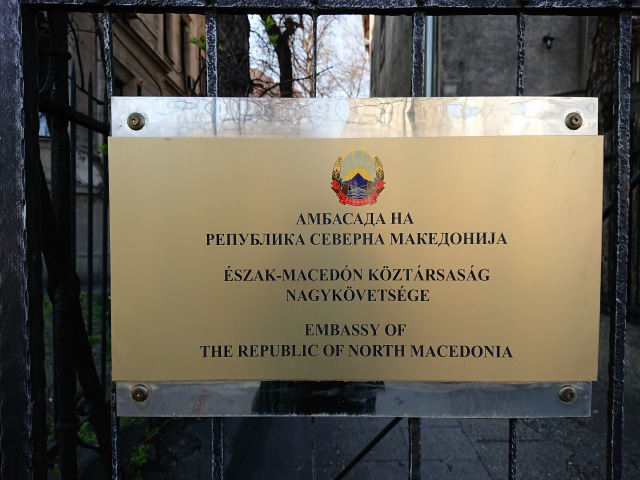 АМБАСАДА НА
РЕПУБЛИКА СЕВЕРНА МАКЕДОНИЈА
ÉSZAK-MACEDÓN KÖZTÁRSASÁG
NAGYKÖVETSÉGE
EMBASSY OF
THE REPUBLIC OF NORTH MACEDONIA